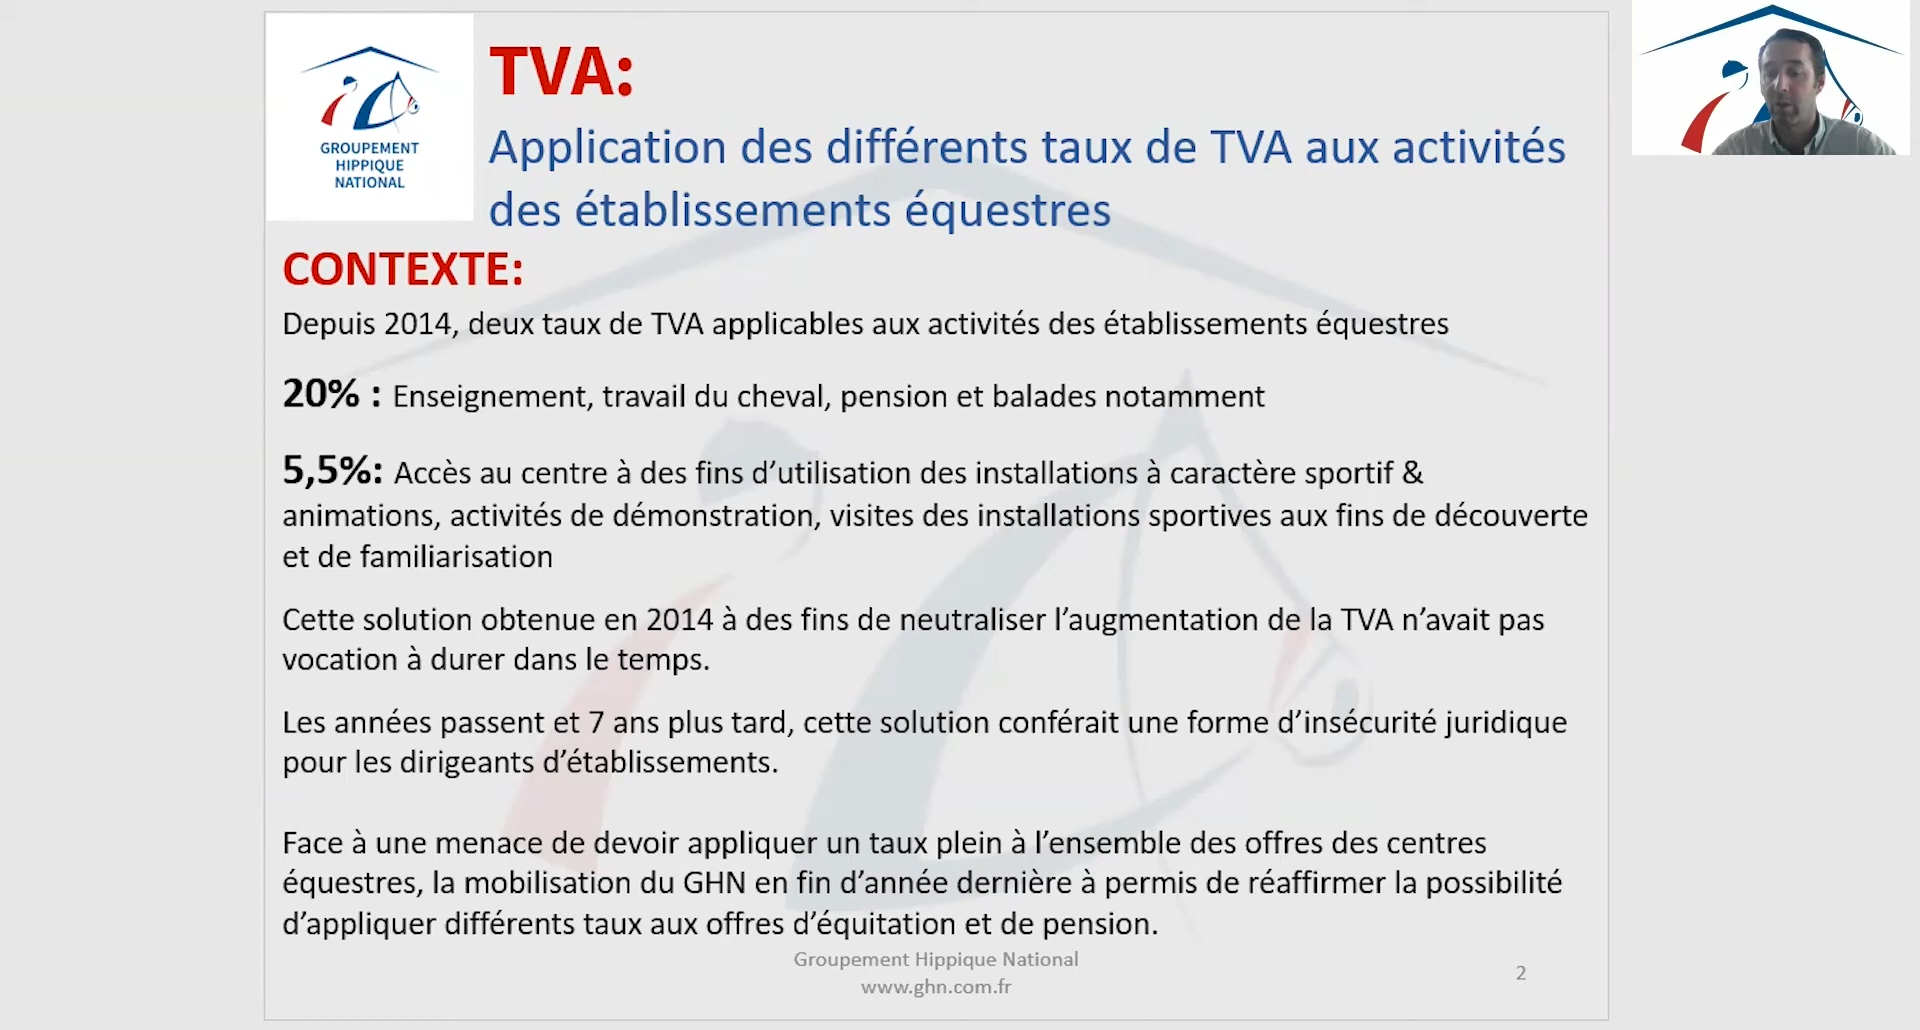 GROUPEMENT
HIPPIQUE
NATIONAL
TVA:
Application des différents taux de TVA aux activités
des établissements équestres
CONTEXTE:
Depuis 2014, deux taux de TVA applicables aux activités des établissements équestres
20% : Enseignement, travail du cheval, pension et balades notamment
5,5%: Accès au centre à des fins d’utilisation des installations à caractère sportif &
animations, activités de démonstration, visites des installations sportives aux fins de découverte
et de familiarisation
Cette solution obtenue en 2014 à des fins de neutraliser l’augmentation de la TVA n’avait pas
vocation à durer dans le temps.
Les années passent et 7 ans plus tard, cette solution conférait une forme d’insécurité juridique
pour les dirigeants d’établissements.
Face à une menace de devoir appliquer un taux plein à l’ensemble des offres des centres
équestres, la mobilisation du GHN en fin d’année dernière à permis de réaffirmer la possibilité
d’appliquer différents taux aux offres d’équitation et de pension.
Groupement Hippique National
www.ghn.com.fr
2